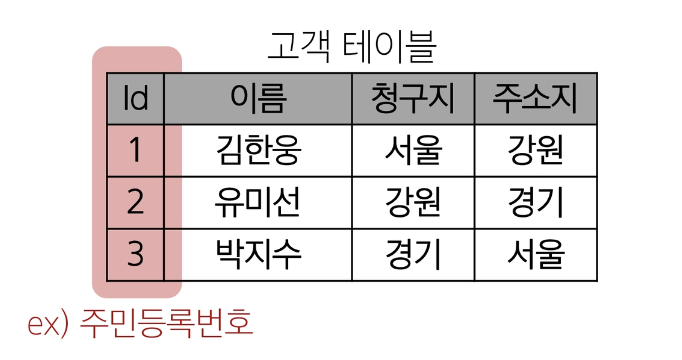 고객 테이블
Id 이름 청구지 주소지
1 김한웅 서울 강원
2 유미선 강원 경기
3 박지수 경기 서울
ex) 주민등록번호